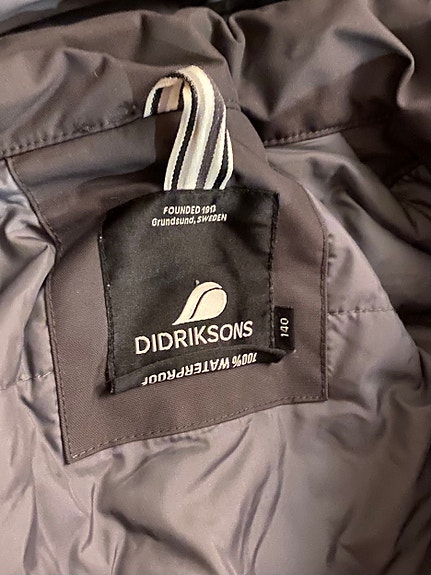 FOUNDED 1913
Grundsund, SWEDEN
DIDRIKSONS
140
100% WATERPROOF